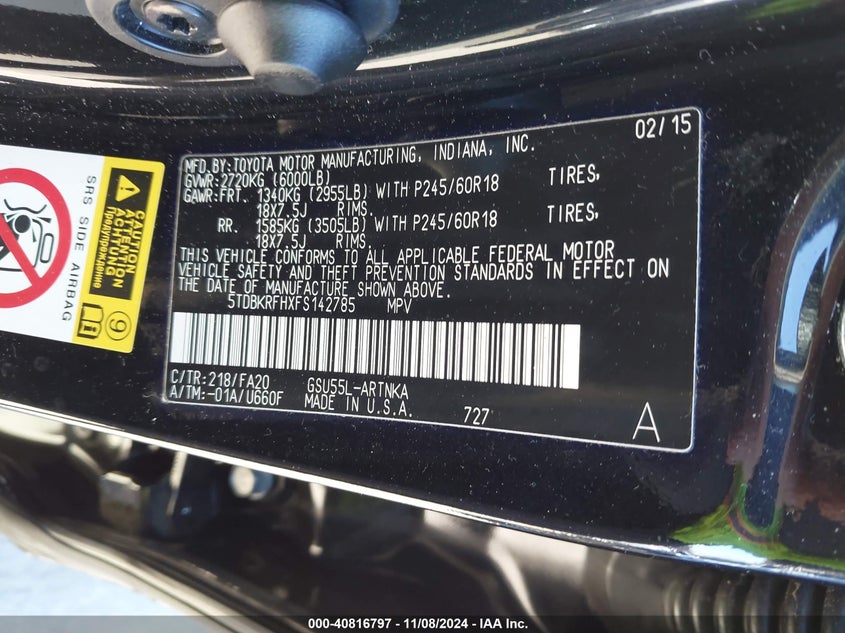 02/15
MFD.BY:TOYOTA MOTOR MANUFACTURING, INDIANA, INC.
GVWR:2720KG (6000LB)
GAWR:FRT. 1340KG (2955LB) WITH P245/60R18 TIRES,
18X7.5J RIMS.
RR. 1585KG (3505LB) WITH P245/60R18 TIRES,
18X7.5J RIMS.
THIS VEHICLE CONFORMS TO ALL APPLICABLE FEDERAL MOTOR
VEHICLE SAFETY AND THEFT PREVENTION STANDARDS IN EFFECT ON
THE DATE OF MANUFACTURE SHOWN ABOVE.
5TDBKRFHXFS142785 MPV
C/TR:218/FA20 GSU55L-ARTNKA
A/TM:-01A/U660F MADE IN U.S.A. 727 A
SRS SIDE AIRBAG
CAUTION
ATTENTION
ACHTUNG
Предупреждение
9
000-40816797 - 11/08/2024 - IAA Inc.